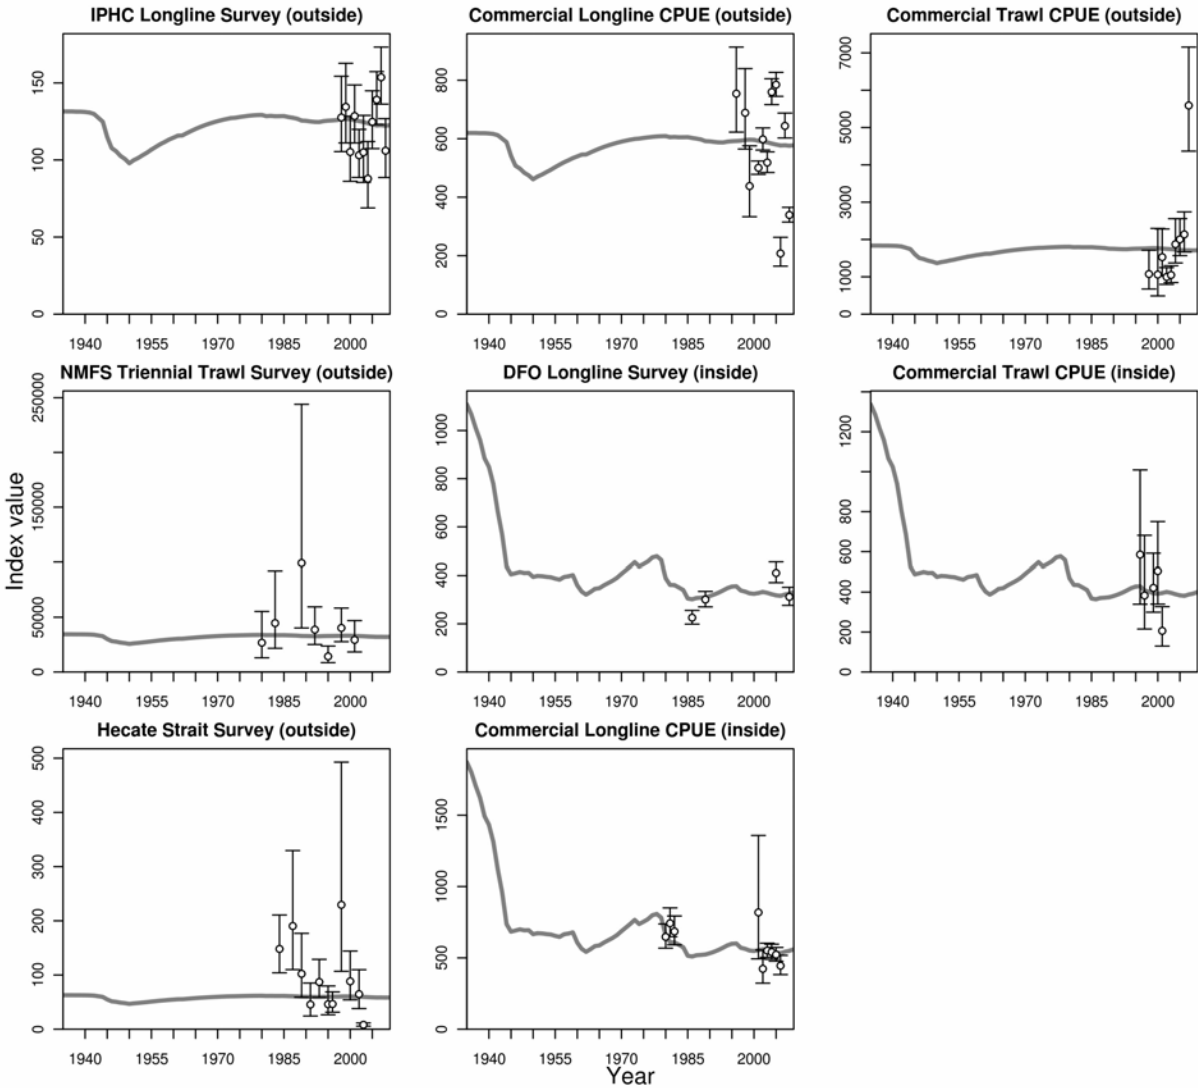 IPHC Longline Survey (outside)
Commercial Longline CPUE (outside)
Commercial Trawl CPUE (outside)
0 50 100 150
0 200 400 600 800
0 1000 3000 5000 7000
1940 1955 1970 1985 2000
1940 1955 1970 1985 2000
1940 1955 1970 1985 2000
NMFS Triennial Trawl Survey (outside)
DFO Longline Survey (inside)
Commercial Trawl CPUE (inside)
Index value
0 50000 150000 250000
0 200 400 600 800 1000
0 200 400 600 800 1200
1940 1955 1970 1985 2000
1940 1955 1970 1985 2000
1940 1955 1970 1985 2000
Hecate Strait Survey (outside)
Commercial Longline CPUE (inside)
0 100 200 300 400 500
0 500 1000 1500
1940 1955 1970 1985 2000
1940 1955 1970 1985 2000
Year